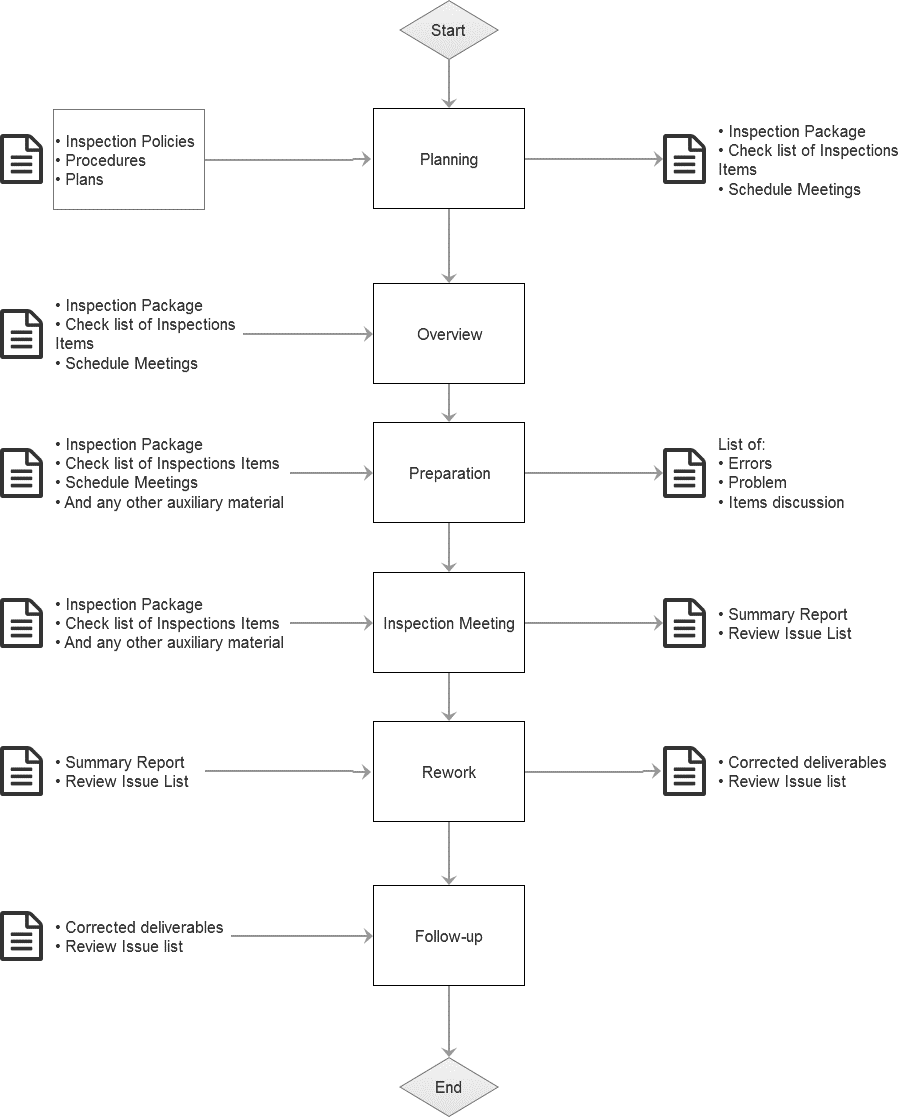 Start
• Inspection Policies
• Procedures
• Plans
Planning
• Inspection Package
• Check list of Inspections
Items
• Schedule Meetings
• Inspection Package
• Check list of Inspections
Items
• Schedule Meetings
Overview
• Inspection Package
• Check list of Inspections Items
• Schedule Meetings
• And any other auxiliary material
Preparation
List of:
• Errors
• Problem
• Items discussion
• Inspection Package
• Check list of Inspections Items
• And any other auxiliary material
Inspection Meeting
• Summary Report
• Review Issue List
• Summary Report
• Review Issue List
Rework
• Corrected deliverables
• Review Issue list
• Corrected deliverables
• Review Issue list
Follow-up
End